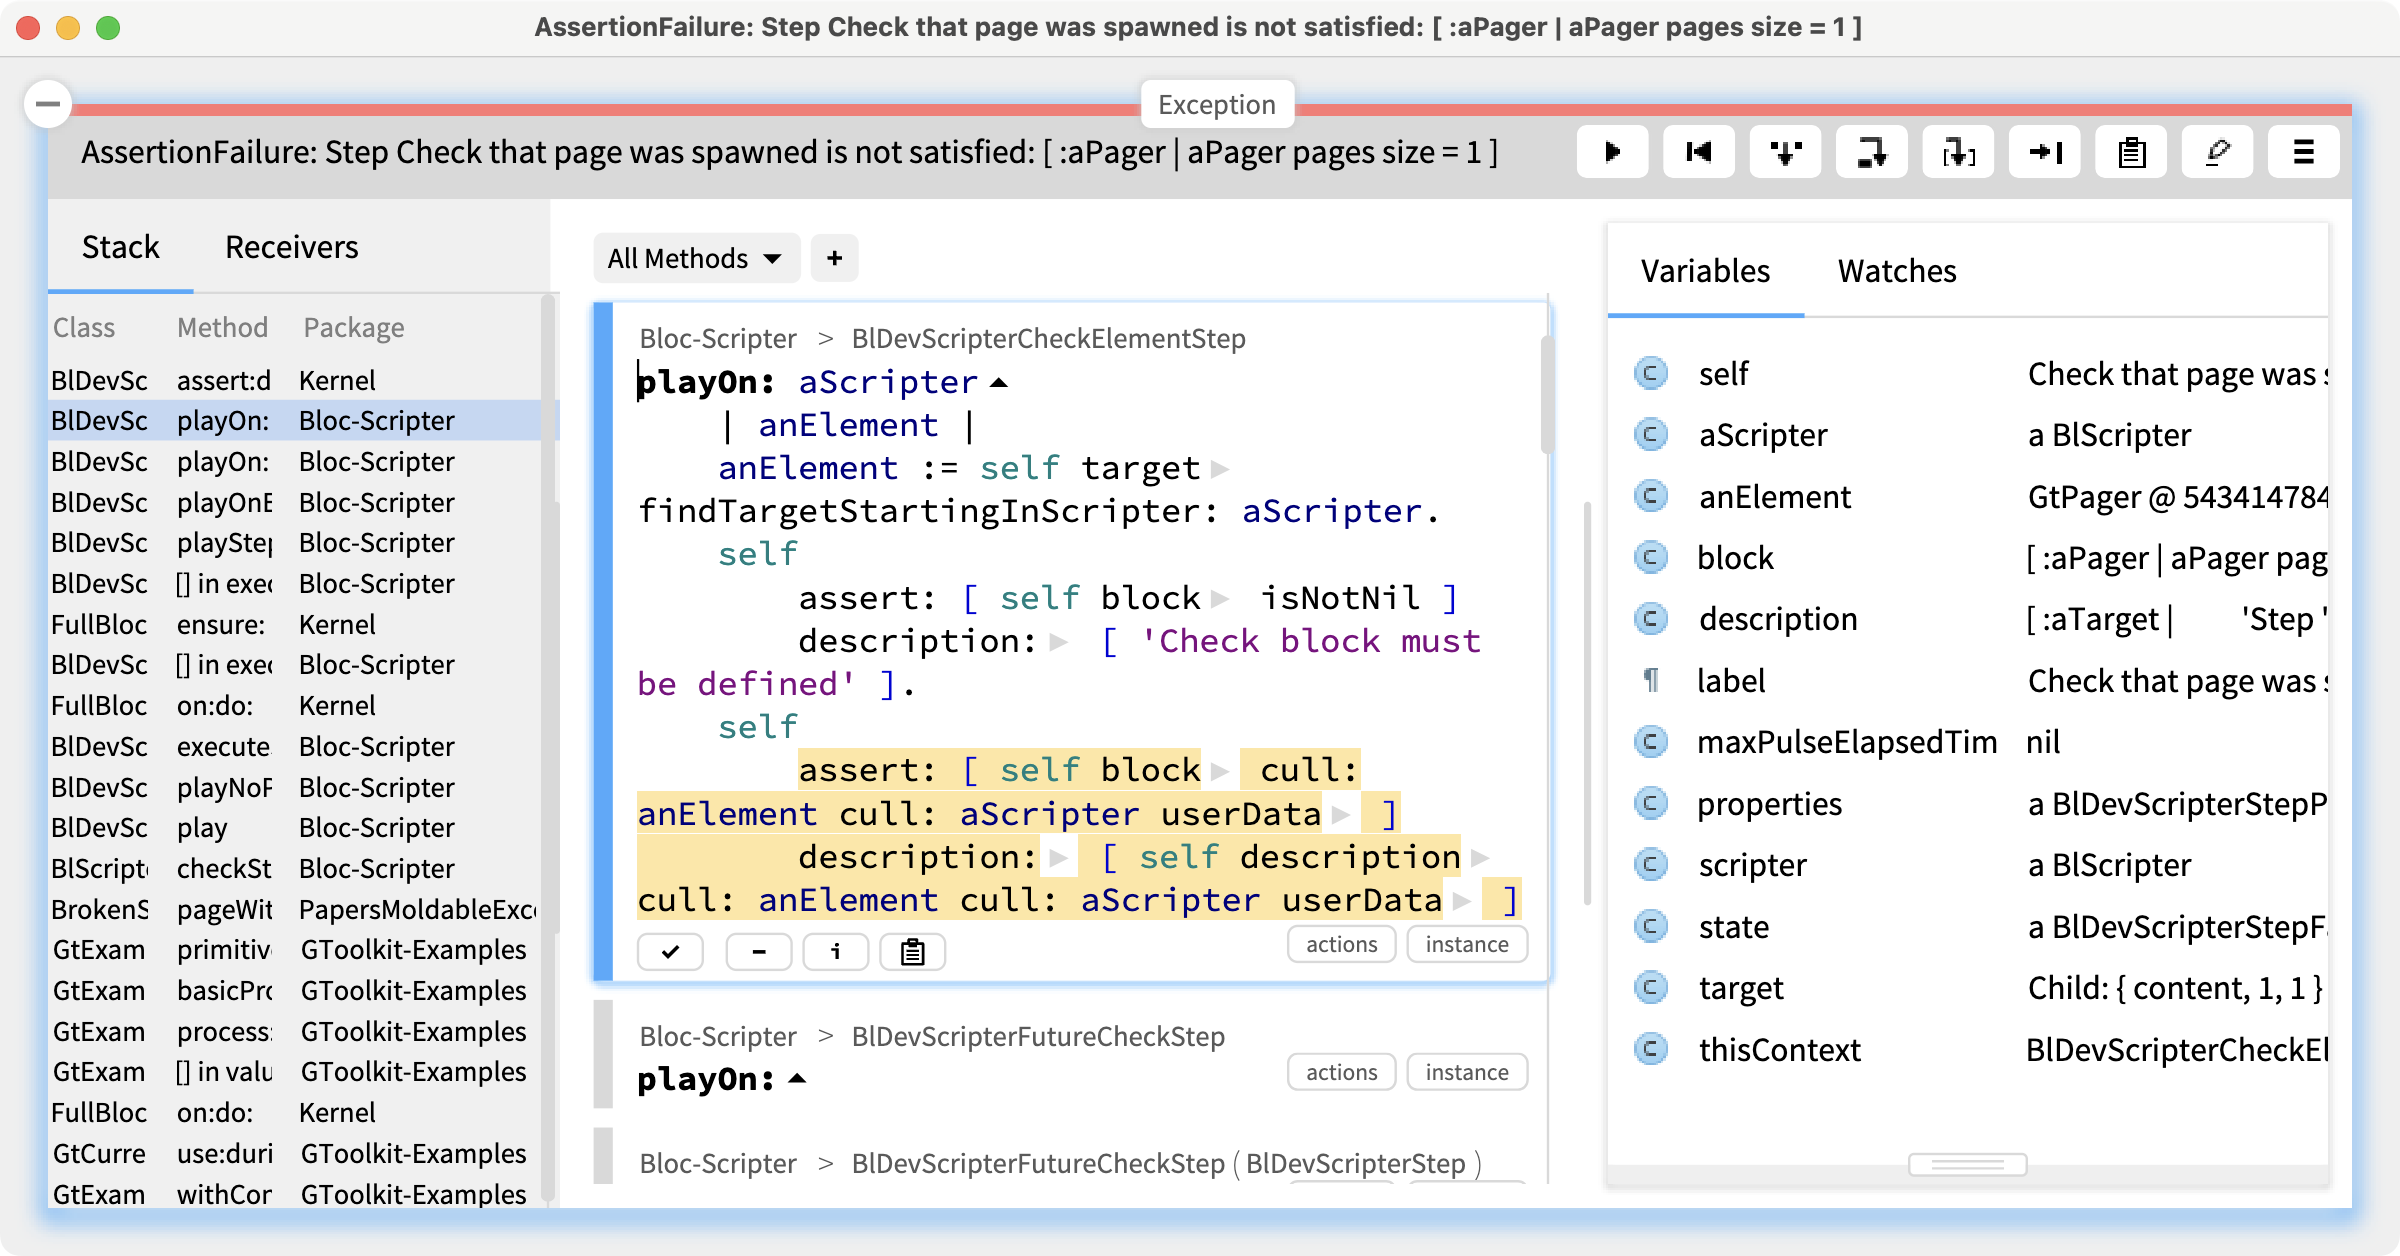 AssertionFailure: Step Check that page was spawned is not satisfied: [ :aPager | aPager pages size = 1 ]
Exception
AssertionFailure: Step Check that page was spawned is not satisfied: [ :aPager | aPager pages size = 1 ]
Stack Receivers
Class Method Package
BlDevSc assert:d Kernel
BlDevSc playOn: Bloc-Scripter
BlDevSc playOn: Bloc-Scripter
BlDevSc playOnE Bloc-Scripter
BlDevSc playStep Bloc-Scripter
BlDevSc [] in exec Bloc-Scripter
FullBloc ensure: Kernel
BlDevSc [] in exec Bloc-Scripter
FullBloc on:do: Kernel
BlDevSc execute Bloc-Scripter
BlDevSc playNoF Bloc-Scripter
BlDevSc play Bloc-Scripter
BlScripte checkSt Bloc-Scripter
BrokenS pageWit PapersMoldableExce
GtExam primitive GToolkit-Examples
GtExam basicPro GToolkit-Examples
GtExam process: GToolkit-Examples
GtExam [] in valu GToolkit-Examples
FullBloc on:do: Kernel
GtCurre use:duri GToolkit-Examples
GtExam withCon GToolkit-Examples
All Methods +
Bloc-Scripter > BlDevScripterCheckElementStep
playOn: aScripter
| anElement |
anElement := self target
findTargetStartingInScripter: aScripter.
self
assert: [ self block isNotNil ]
description: [ 'Check block must
be defined' ].
self
assert: [ self block cull:
anElement cull: aScripter userData ]
description: [ self description
cull: anElement cull: aScripter userData ]
i
actions instance
Bloc-Scripter > BlDevScripterFutureCheckStep
playOn:
actions instance
Bloc-Scripter > BlDevScripterFutureCheckStep ( BlDevScripterStep )
Variables Watches
self Check that page was s
aScripter a BlScripter
anElement GtPager @ 543414784
block [ :aPager | aPager pag
description [ :aTarget | 'Step '
label Check that page was s
maxPulseElapsedTim nil
properties a BlDevScripterStepP
scripter a BlScripter
state a BlDevScripterStepFa
target Child: { content, 1, 1 }
thisContext BlDevScripterCheckEl